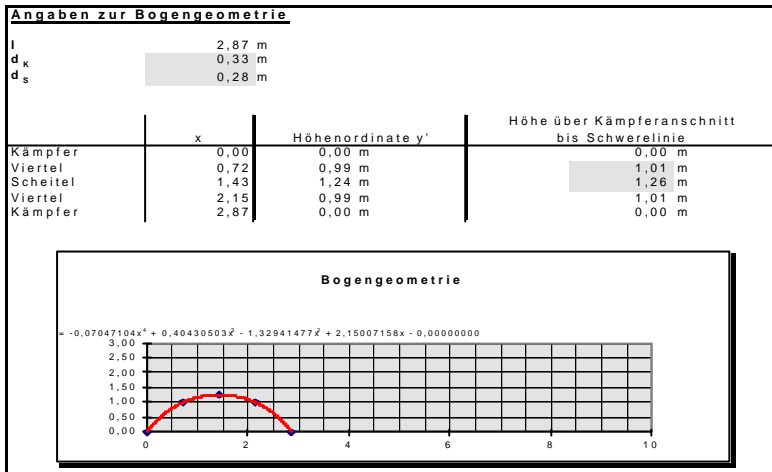 Angaben zur Bogengeometrie
l 2,87 m
d K 0,33 m
d S 0,28 m
Höhe über Kämpferanschnitt
x Höhenordinate y' bis Schwerelinie
Kämpfer 0,00 0,00 m 0,00 m
Viertel 0,72 0,99 m 1,01 m
Scheitel 1,43 1,24 m 1,26 m
Viertel 2,15 0,99 m 1,01 m
Kämpfer 2,87 0,00 m 0,00 m
Bogengeometrie
= -0,07047104x⁴ + 0,40430503x³ - 1,32941477x² + 2,15007158x - 0,00000000
3,00
2,50
2,00
1,50
1,00
0,50
0,00
0 2 4 6 8 10